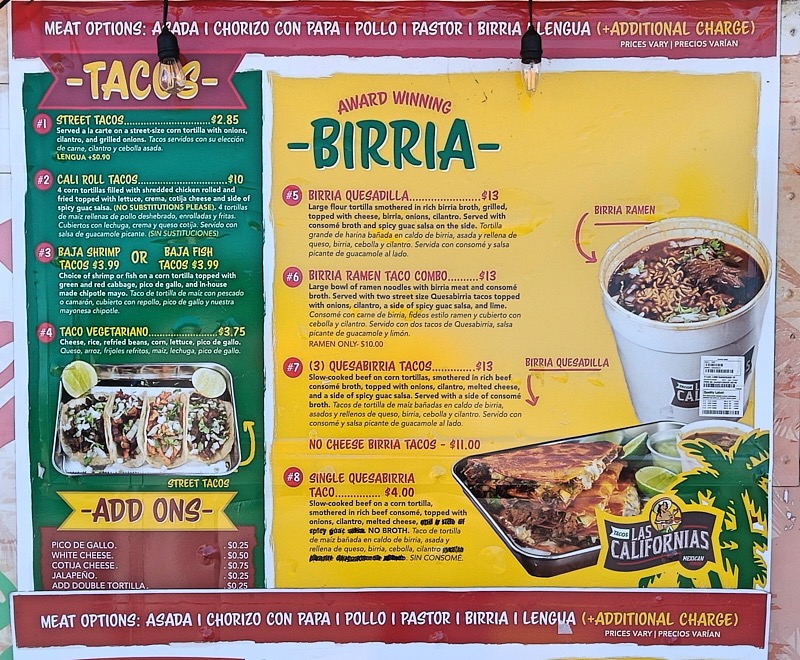 MEAT OPTIONS: ASADA | CHORIZO CON PAPA | POLLO | PASTOR | BIRRIA | LENGUA (+ADDITIONAL CHARGE)
PRICES VARY | PRECIOS VARÍAN
-TACOS-
#1 STREET TACOS..........................$2.85
Served a la carte on a street-size corn tortilla with onions,
cilantro, and grilled onions. Tacos servidos con su elección
de carne, cilantro y cebolla asada.
LENGUA +$0.90
#2 CALI ROLL TACOS....................$10
4 corn tortillas filled with shredded chicken rolled and
fried topped with lettuce, crema, cotija cheese and side of
spicy guac salsa. (NO SUBSTITUTIONS PLEASE). 4 tortillas
de maíz rellenas de pollo deshebrado, enrolladas y fritas.
Cubiertos con lechuga, crema y queso cotija. Servido con
salsa de guacamole picante. (SIN SUSTITUCIONES)
#3 BAJA SHRIMP OR BAJA FISH
TACOS $3.99 TACOS $3.99
Choice of shrimp or fish on a corn tortilla topped with
green and red cabbage, pico de gallo, and in-house
made chipotle mayo. Taco de tortilla de maíz con pescado
o camarón, cubierto con repollo, pico de gallo y nuestra
mayonesa chipotle.
#4 TACO VEGETARIANO....................$3.75
Cheese, rice, refried beans, corn, lettuce, pico de gallo.
Queso, arroz, frijoles refritos, maíz, lechuga, pico de gallo.
STREET TACOS
-ADD ONS-
PICO DE GALLO. $0.25
WHITE CHEESE. $0.50
COTIJA CHEESE. $0.75
JALAPEÑO. $0.25
ADD DOUBLE TORTILLA. $0.25
AWARD WINNING
-BIRRIA-
#5 BIRRIA QUESADILLA..................$13
Large flour tortilla smothered in rich birria broth, grilled,
topped with cheese, birria, onions, cilantro. Served with
consomé broth and spicy guac salsa on the side. Tortilla
grande de harina bañada en caldo de birria, asada y rellena de
queso, birria, cebolla y cilantro. Servida con consomé y salsa
picante de guacamole al lado.
#6 BIRRIA RAMEN TACO COMBO..........$13
Large bowl of ramen noodles with birria meat and consomé
broth. Served with two street size Quesabirria tacos topped
with onions, cilantro, a side of spicy guac salsa, and lime.
Consomé con carne de birria, fideos estilo ramen y cubierto con
cebolla y cilantro. Servido con dos tacos de Quesabirria, salsa
picante de guacamole y limón.
RAMEN ONLY- $10.00
#7 (3) QUESABIRRIA TACOS............$13
Slow-cooked beef on corn tortillas, smothered in rich beef
consomé broth, topped with onions, cilantro, melted cheese,
and a side of spicy guac salsa. Served with a side of consomé
broth. Tacos de tortilla de maíz bañadas en caldo de birria,
asados y rellenos de queso, birria, cebolla y cilantro. Servido con
consomé y salsa picante de guacamole al lado.
NO CHEESE BIRRIA TACOS - $11.00
#8 SINGLE QUESABIRRIA
TACO............... $4.00
Slow-cooked beef on a corn tortilla,
smothered in rich beef consomé, topped with
onions, cilantro, melted cheese,
NO BROTH. Taco de tortilla
de maíz bañado en caldo de birria, asado y
rellena de queso, birria, cebolla, cilantro
SIN CONSOMÉ.
BIRRIA RAMEN
BIRRIA QUESADILLA
TACOS
LAS
CALIFORNIAS
MEXICAN
MEAT OPTIONS: ASADA | CHORIZO CON PAPA | POLLO | PASTOR | BIRRIA | LENGUA (+ADDITIONAL CHARGE)
PRICES VARY | PRECIOS VARÍAN